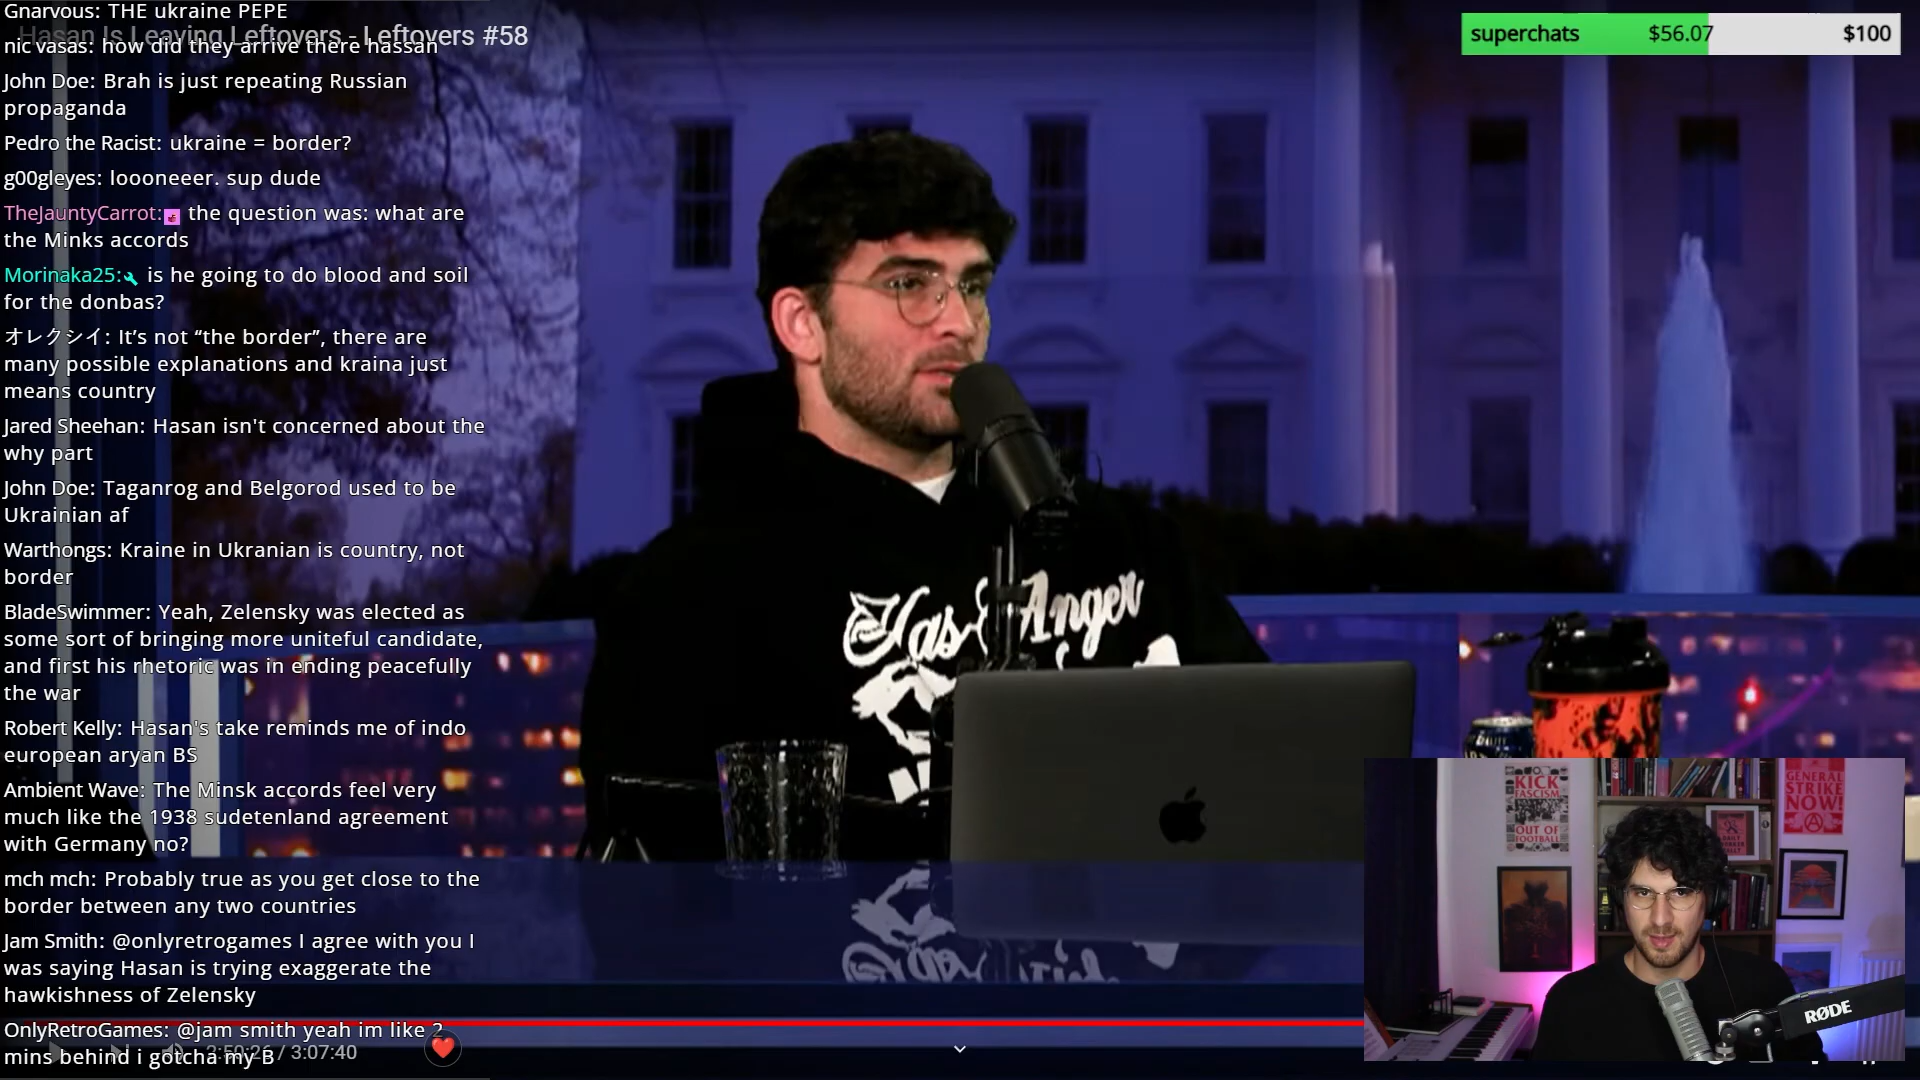 Gnarvous: THE ukraine PEPE
Hasan Is Leaving Leftovers - Leftovers #58
superchats $56.07 $100
nic vasas: how did they arrive there hassan
John Doe: Brah is just repeating Russian
propaganda
Pedro the Racist: ukraine = border?
g00gleyes: loooneeer. sup dude
TheJauntyCarrot: the question was: what are
the Minks accords
Morinaka25: is he going to do blood and soil
for the donbas?
オレクシイ: It’s not “the border”, there are
many possible explanations and kraina just
means country
Jared Sheehan: Hasan isn't concerned about the
why part
John Doe: Taganrog and Belgorod used to be
Ukrainian af
Warthongs: Kraine in Ukranian is country, not
border
BladeSwimmer: Yeah, Zelensky was elected as
some sort of bringing more uniteful candidate,
and first his rhetoric was in ending peacefully
the war
Robert Kelly: Hasan's take reminds me of indo
european aryan BS
Ambient Wave: The Minsk accords feel very
much like the 1938 sudetenland agreement
with Germany no?
mch mch: Probably true as you get close to the
border between any two countries
Jam Smith: @onlyretrogames I agree with you I
was saying Hasan is trying exaggerate the
hawkishness of Zelensky
OnlyRetroGames: @jam smith yeah im like 2
mins behind i gotcha my B
2:50:26 / 3:07:40
Anger
KICK
FASCISM
OUT OF
FOOTBALL
GENERAL
STRIKE
NOW!
RØDE